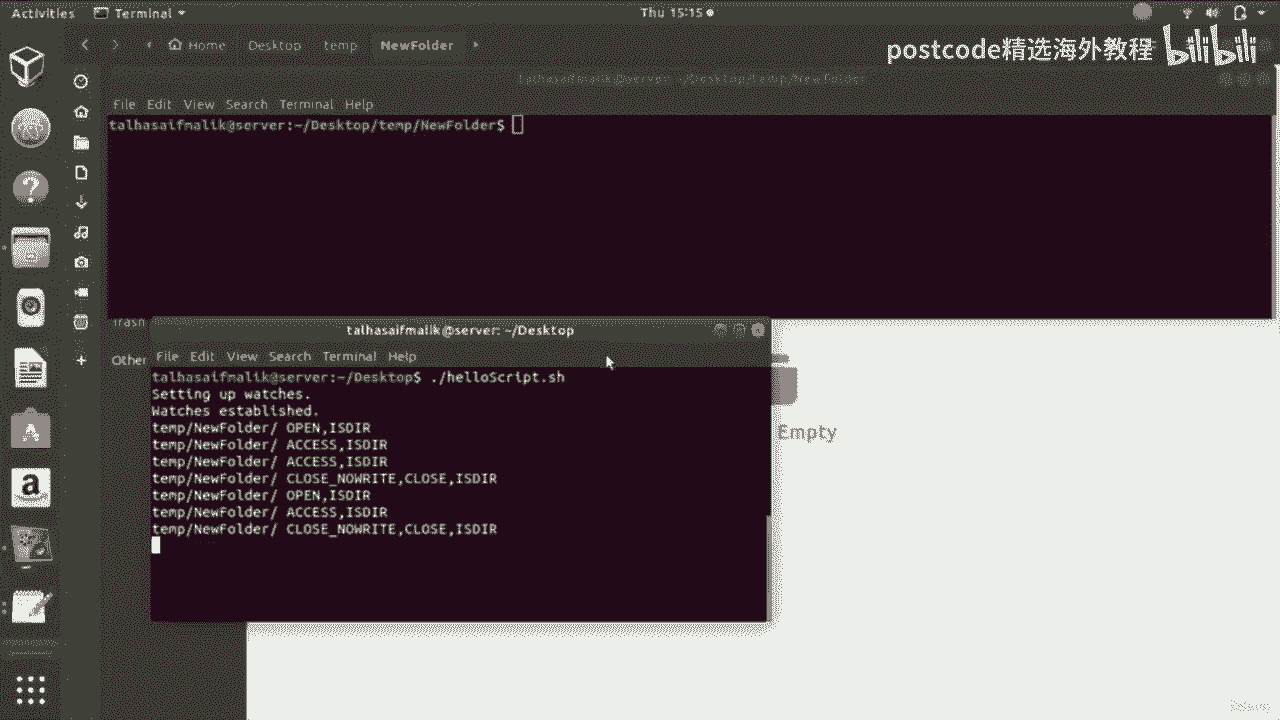 Activities Terminal Thu 15:15
Home Desktop temp NewFolder
postcode精选海外教程 bilibili
talhasaifmalik@server: ~/Desktop/temp/NewFolder
File Edit View Search Terminal Help
talhasaifmalik@server:~/Desktop/temp/NewFolder$
Trash
talhasaifmalik@server: ~/Desktop
Other
File Edit View Search Terminal Help
talhasaifmalik@server:~/Desktop$ ./helloScript.sh
Setting up watches.
Watches established.
temp/NewFolder/ OPEN,ISDIR
temp/NewFolder/ ACCESS,ISDIR
temp/NewFolder/ ACCESS,ISDIR
temp/NewFolder/ CLOSE_NOWRITE,CLOSE,ISDIR
temp/NewFolder/ OPEN,ISDIR
temp/NewFolder/ ACCESS,ISDIR
temp/NewFolder/ CLOSE_NOWRITE,CLOSE,ISDIR
Empty